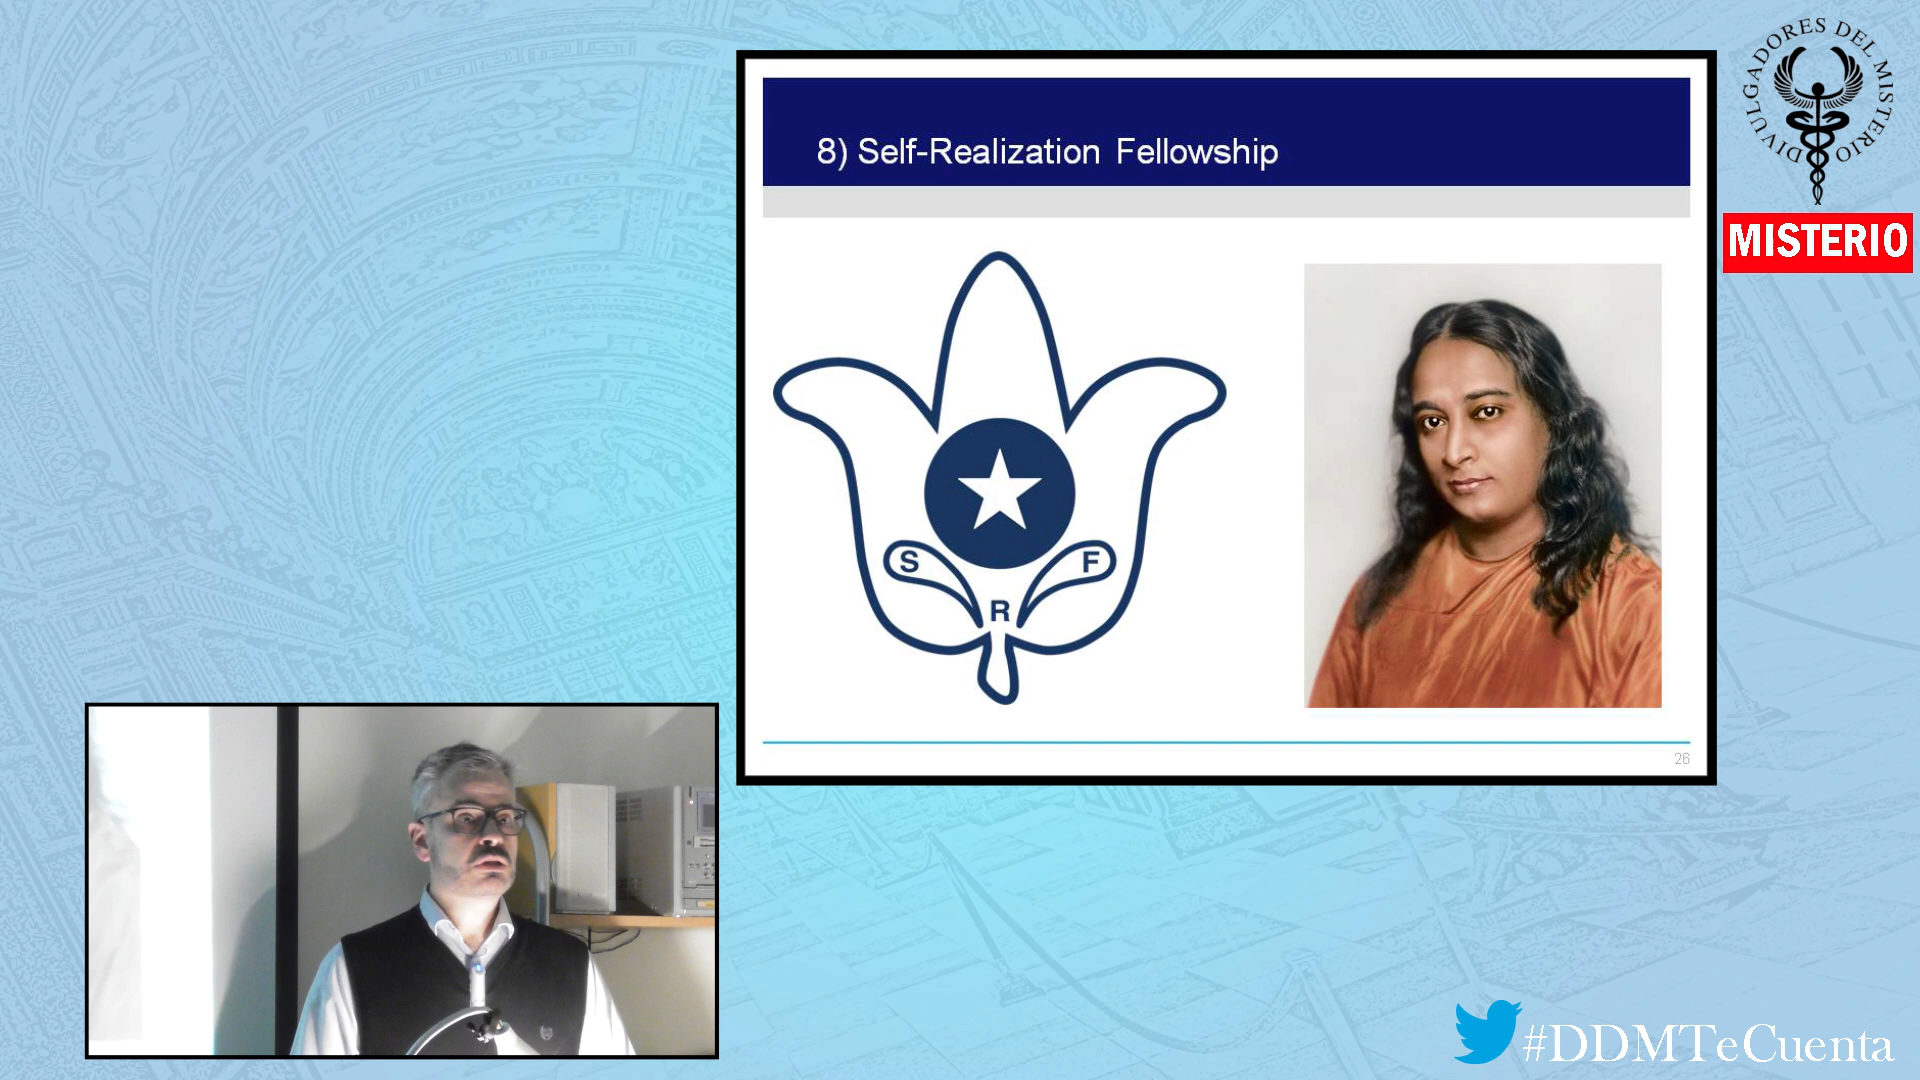 8) Self-Realization Fellowship
DIVULGADORES DEL MISTERIO
MISTERIO
S
F
R
26
#DDMTeCuenta